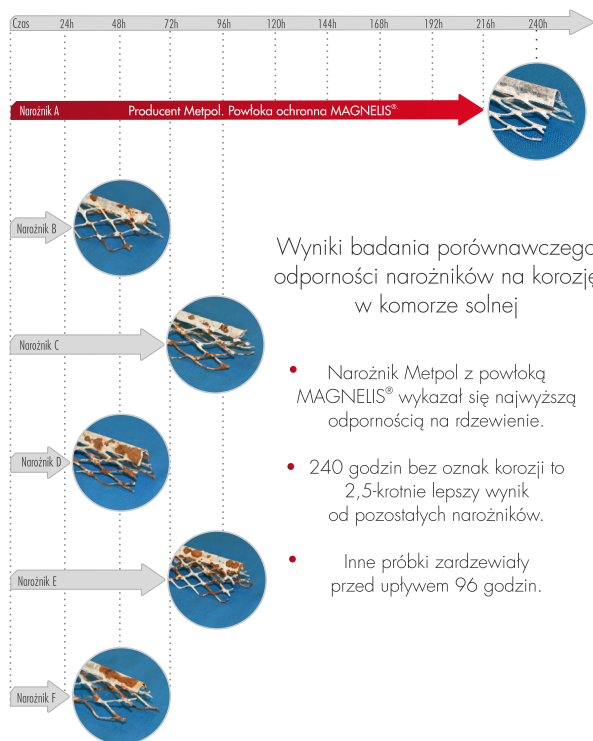 Czas 24h 48h 72h 96h 120h 144h 168h 192h 216h 240h
Narożnik A Producent Metpol. Powłoka ochronna MAGNELIS®.
Narożnik B
Wyniki badania porównawczego
odporności narożników na korozję
w komorze solnej
Narożnik C
• Narożnik Metpol z powłoką
MAGNELIS® wykazał się najwyższą
odpornością na rdzewienie.
Narożnik D
• 240 godzin bez oznak korozji to
2,5-krotnie lepszy wynik
od pozostałych narożników.
Narożnik E
• Inne próbki zardzewiały
przed upływem 96 godzin.
Narożnik F